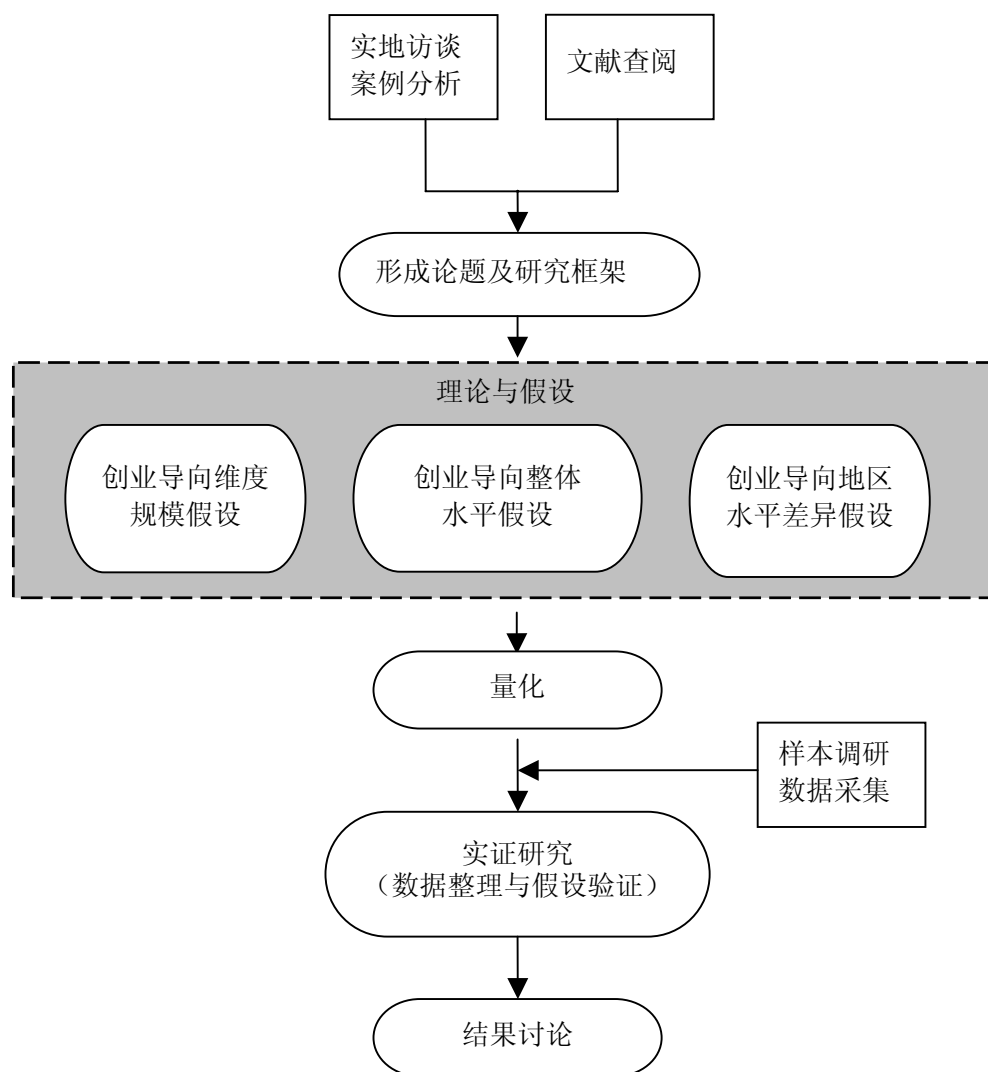 实地访谈
案例分析
文献查阅
形成论题及研究框架
理论与假设
创业导向维度
规模假设
创业导向整体
水平假设
创业导向地区
水平差异假设
量化
样本调研
数据采集
实证研究
（数据整理与假设验证）
结果讨论